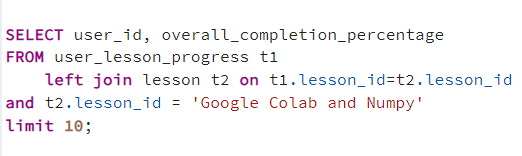 SELECT user_id, overall_completion_percentage
FROM user_lesson_progress t1
    left join lesson t2 on t1.lesson_id=t2.lesson_id
and t2.lesson_id = 'Google Colab and Numpy'
limit 10;